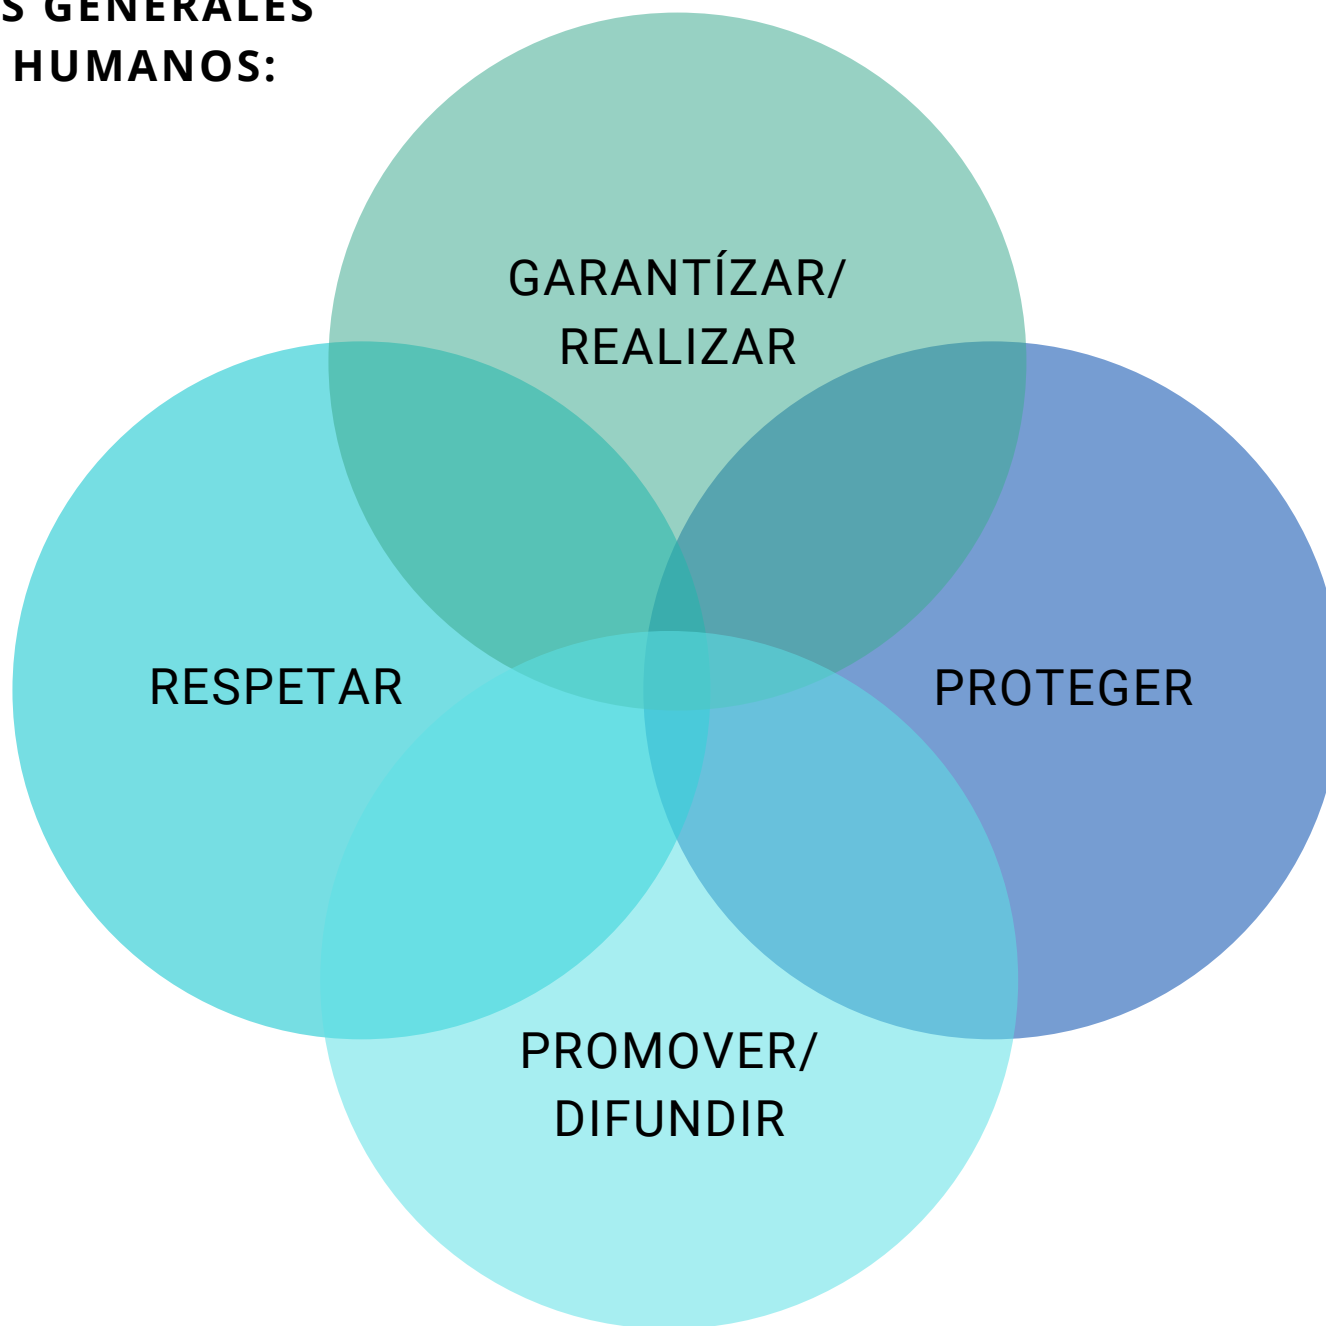 S GENERALES
HUMANOS:
GARANTÍZAR/
REALIZAR
RESPETAR
PROTEGER
PROMOVER/
DIFUNDIR